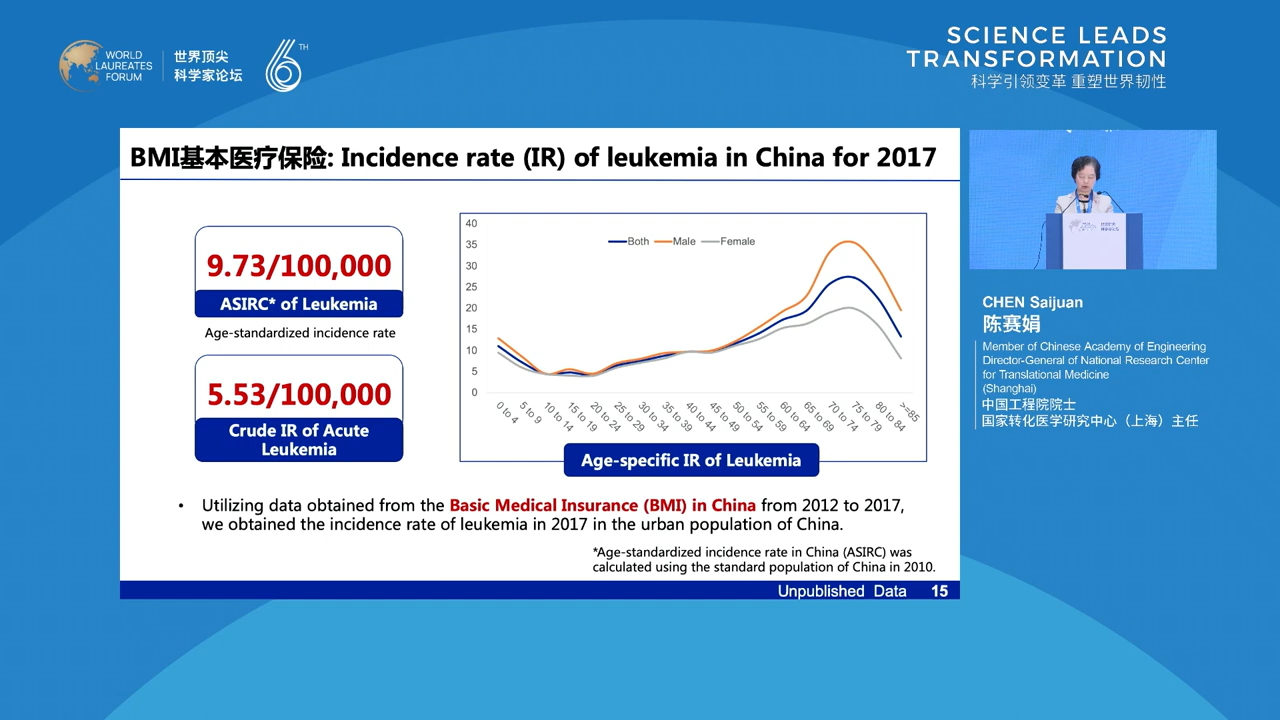 WORLD
LAUREATES
FORUM
世界顶尖
科学家论坛
6TH
SCIENCE LEADS
TRANSFORMATION
科学引领变革 重塑世界韧性
BMI基本医疗保险: Incidence rate (IR) of leukemia in China for 2017
9.73/100,000
ASIRC* of Leukemia
Age-standardized incidence rate
5.53/100,000
Crude IR of Acute
Leukemia
40
35
30
25
20
15
10
5
0
Both Male Female
0 to 4
5 to 9
10 to 14
15 to 19
20 to 24
25 to 29
30 to 34
35 to 39
40 to 44
45 to 49
50 to 54
55 to 59
60 to 64
65 to 69
70 to 74
75 to 79
80 to 84
>=85
Age-specific IR of Leukemia
• Utilizing data obtained from the Basic Medical Insurance (BMI) in China from 2012 to 2017,
we obtained the incidence rate of leukemia in 2017 in the urban population of China.
*Age-standardized incidence rate in China (ASIRC) was
calculated using the standard population of China in 2010.
Unpublished Data 15
CHEN Saijuan
陈赛娟
Member of Chinese Academy of Engineering
Director-General of National Research Center
for Translational Medicine
(Shanghai)
中国工程院院士
国家转化医学研究中心（上海）主任